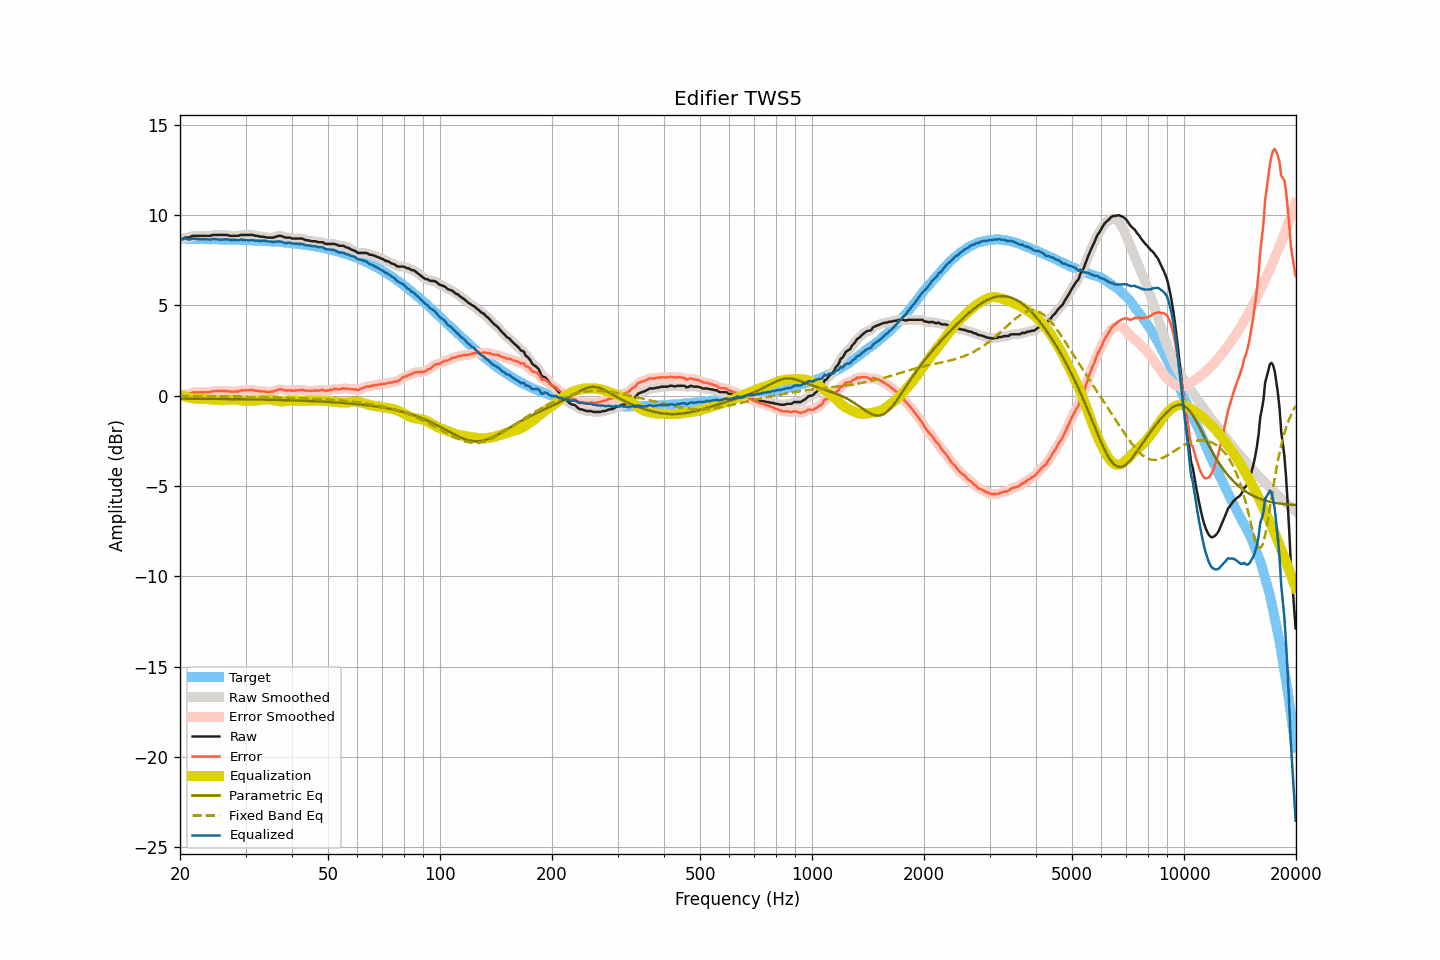 Edifier TWS5
15
10
5
0
−5
−10
−15
−20
−25
Amplitude (dBr)
Target
Raw Smoothed
Error Smoothed
Raw
Error
Equalization
Parametric Eq
Fixed Band Eq
Equalized
20 50 100 200 500 1000 2000 5000 10000 20000
Frequency (Hz)